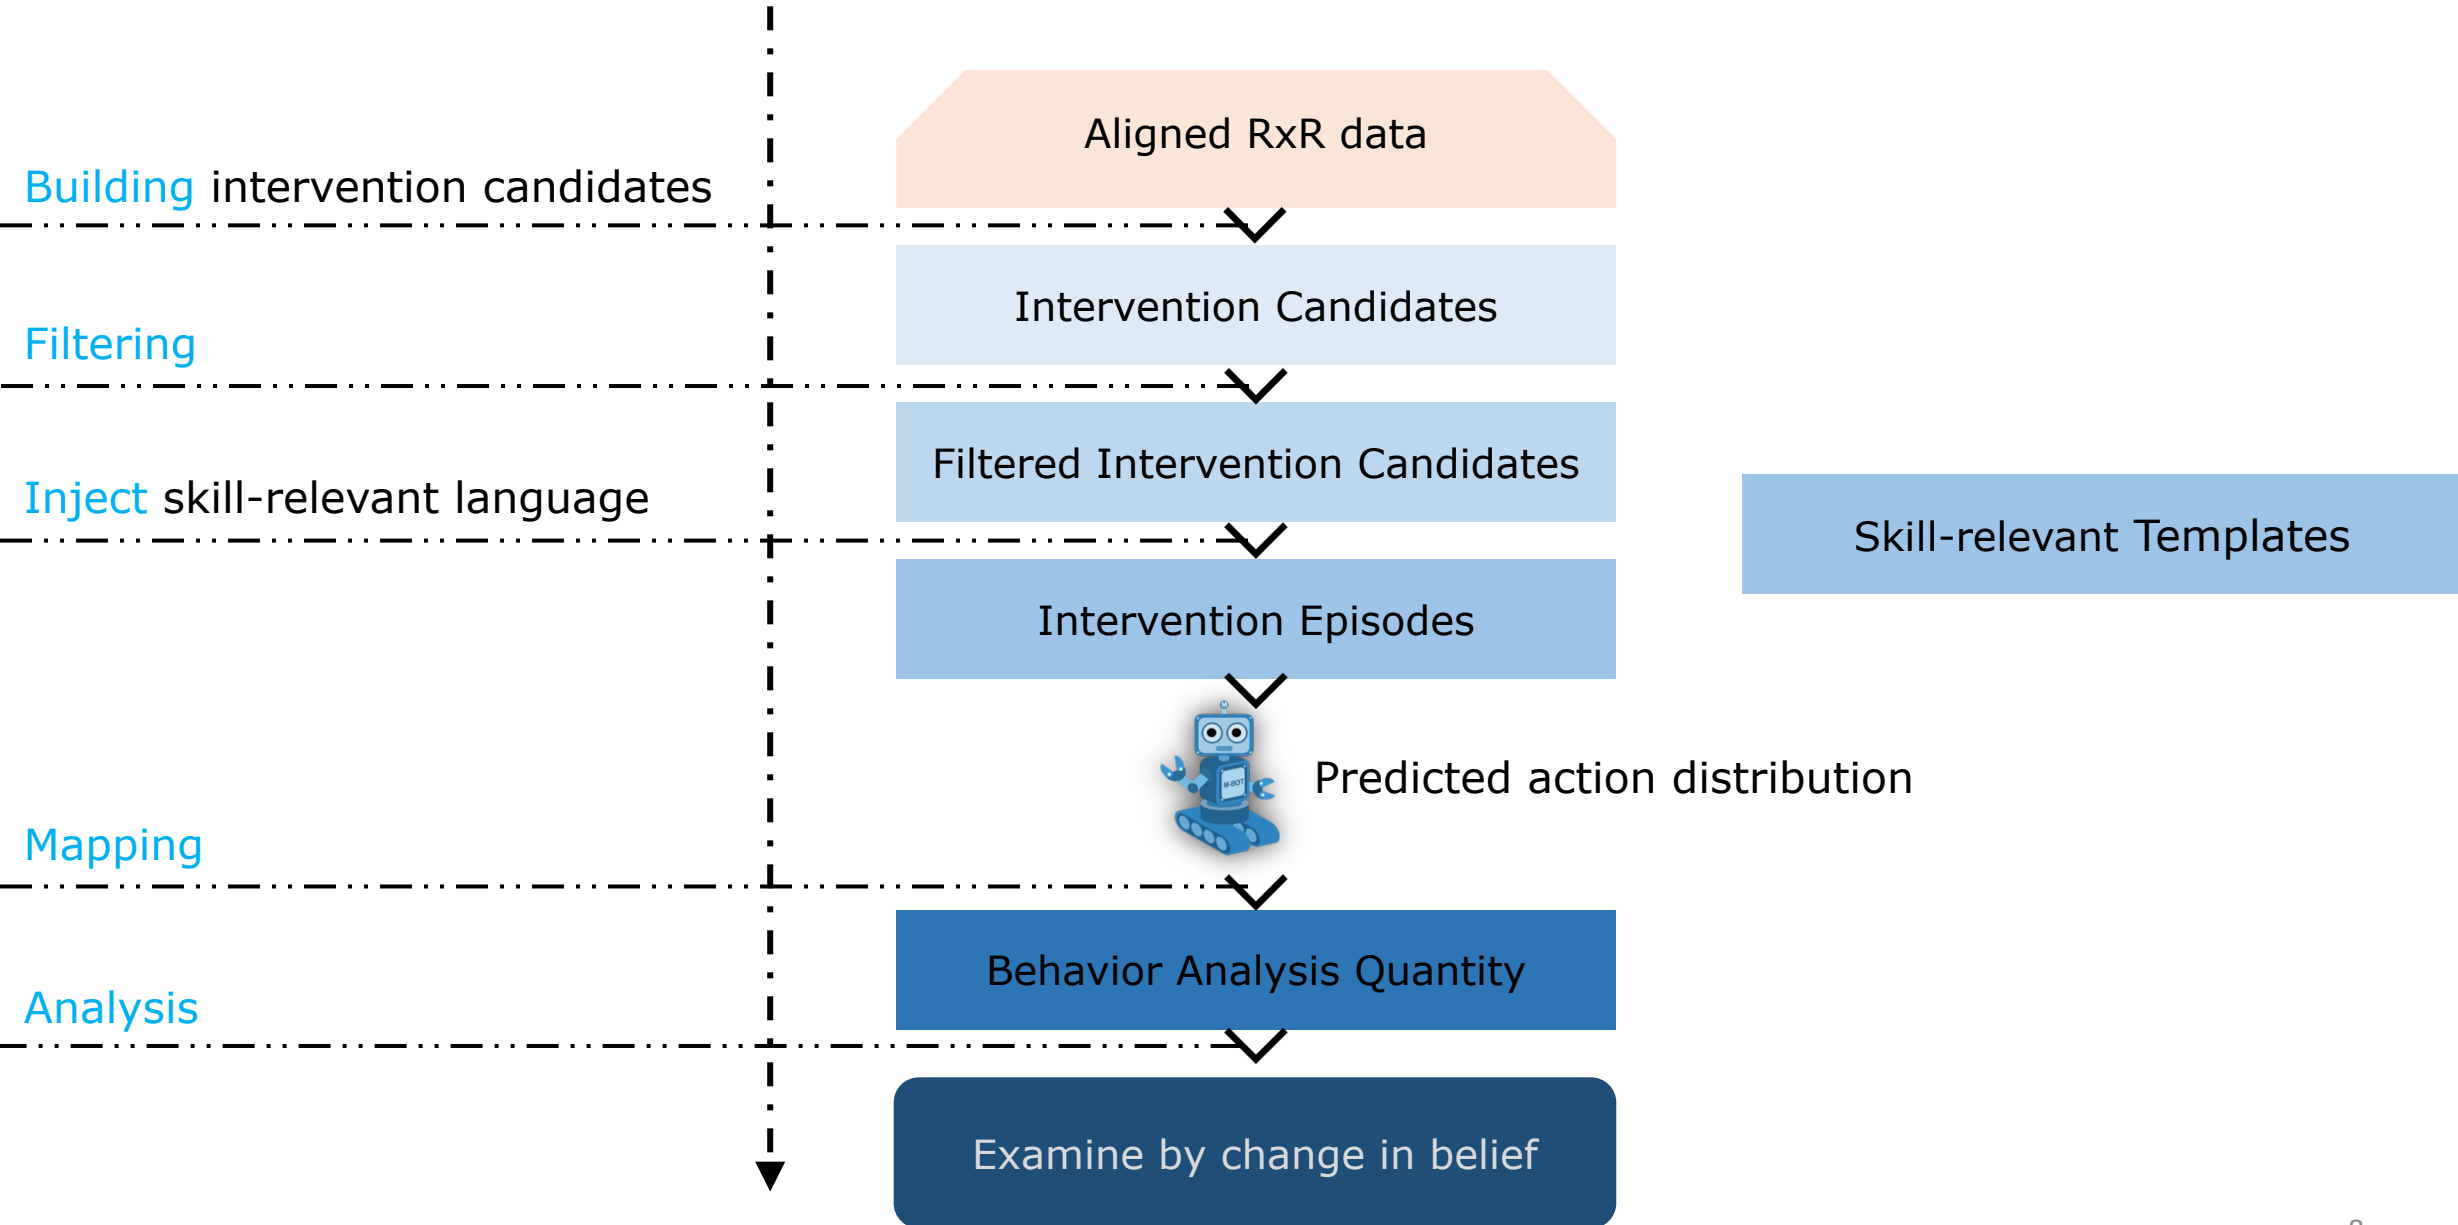 Aligned RxR data
Building intervention candidates
Intervention Candidates
Filtering
Filtered Intervention Candidates
Inject skill-relevant language
Skill-relevant Templates
Intervention Episodes
M-BOT
Predicted action distribution
Mapping
Behavior Analysis Quantity
Analysis
Examine by change in belief